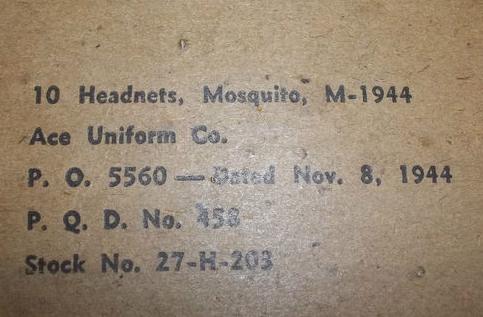 10 Headnets, Mosquito, M-1944
Ace Uniform Co.
P. O. 5560 — Dated Nov. 8, 1944
P. Q. D. No. 458
Stock No. 27-H-203